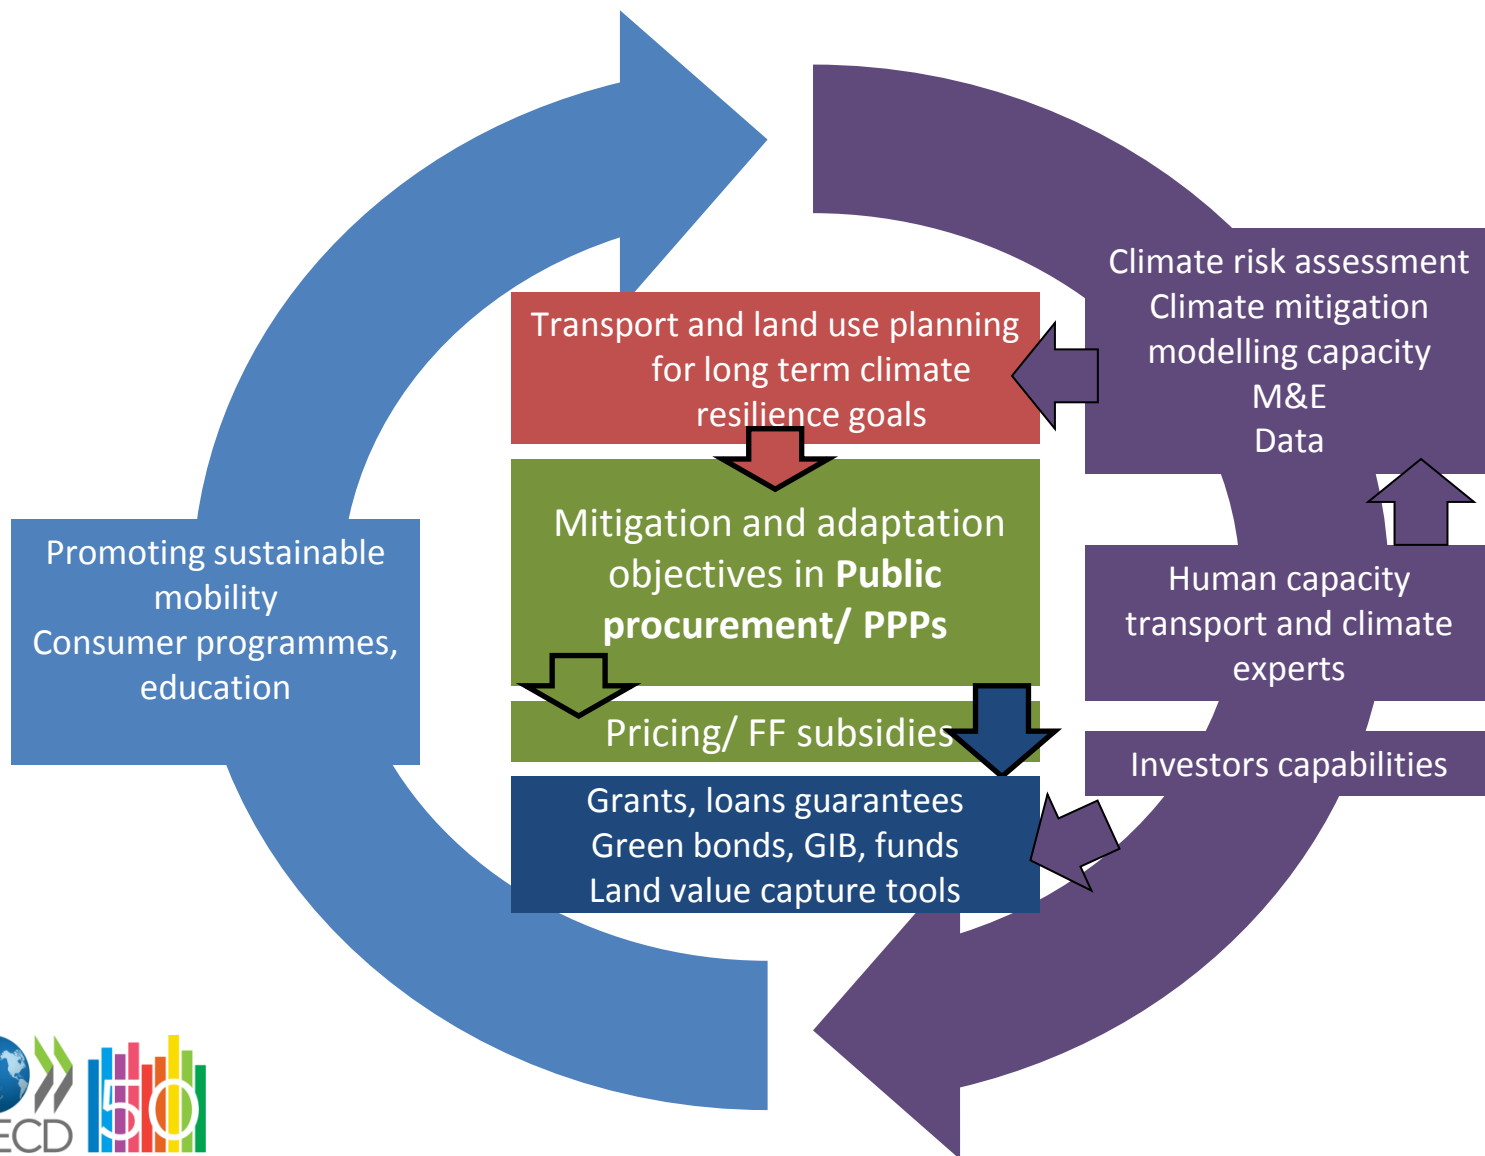 Transport and land use planning
for long term climate
resilience goals
Climate risk assessment
Climate mitigation
modelling capacity
M&E
Data
Promoting sustainable
mobility
Consumer programmes,
education
Mitigation and adaptation
objectives in Public
procurement/ PPPs
Human capacity
transport and climate
experts
Pricing/ FF subsidies
Investors capabilities
Grants, loans guarantees
Green bonds, GIB, funds
Land value capture tools
ECD
50